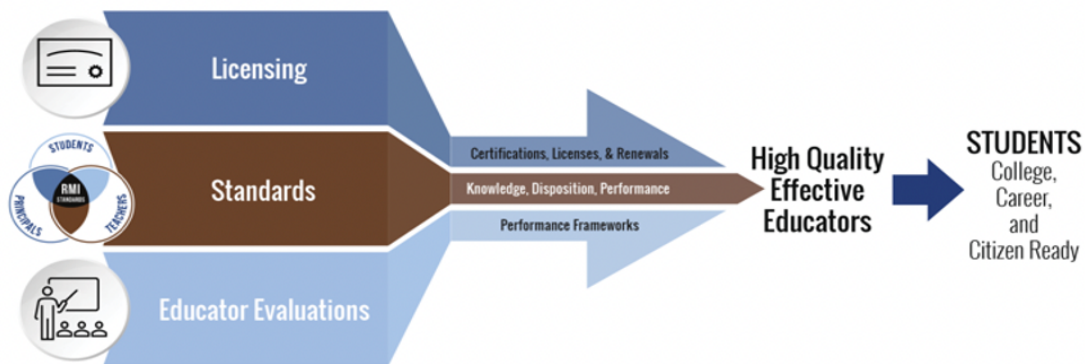 Licensing
STUDENTS
RMI
STANDARDS
PRINCIPALS
TEACHERS
Standards
Educator Evaluations
Certifications, Licenses, & Renewals
Knowledge, Disposition, Performance
Performance Frameworks
High Quality
Effective
Educators
STUDENTS
College,
Career,
and
Citizen Ready